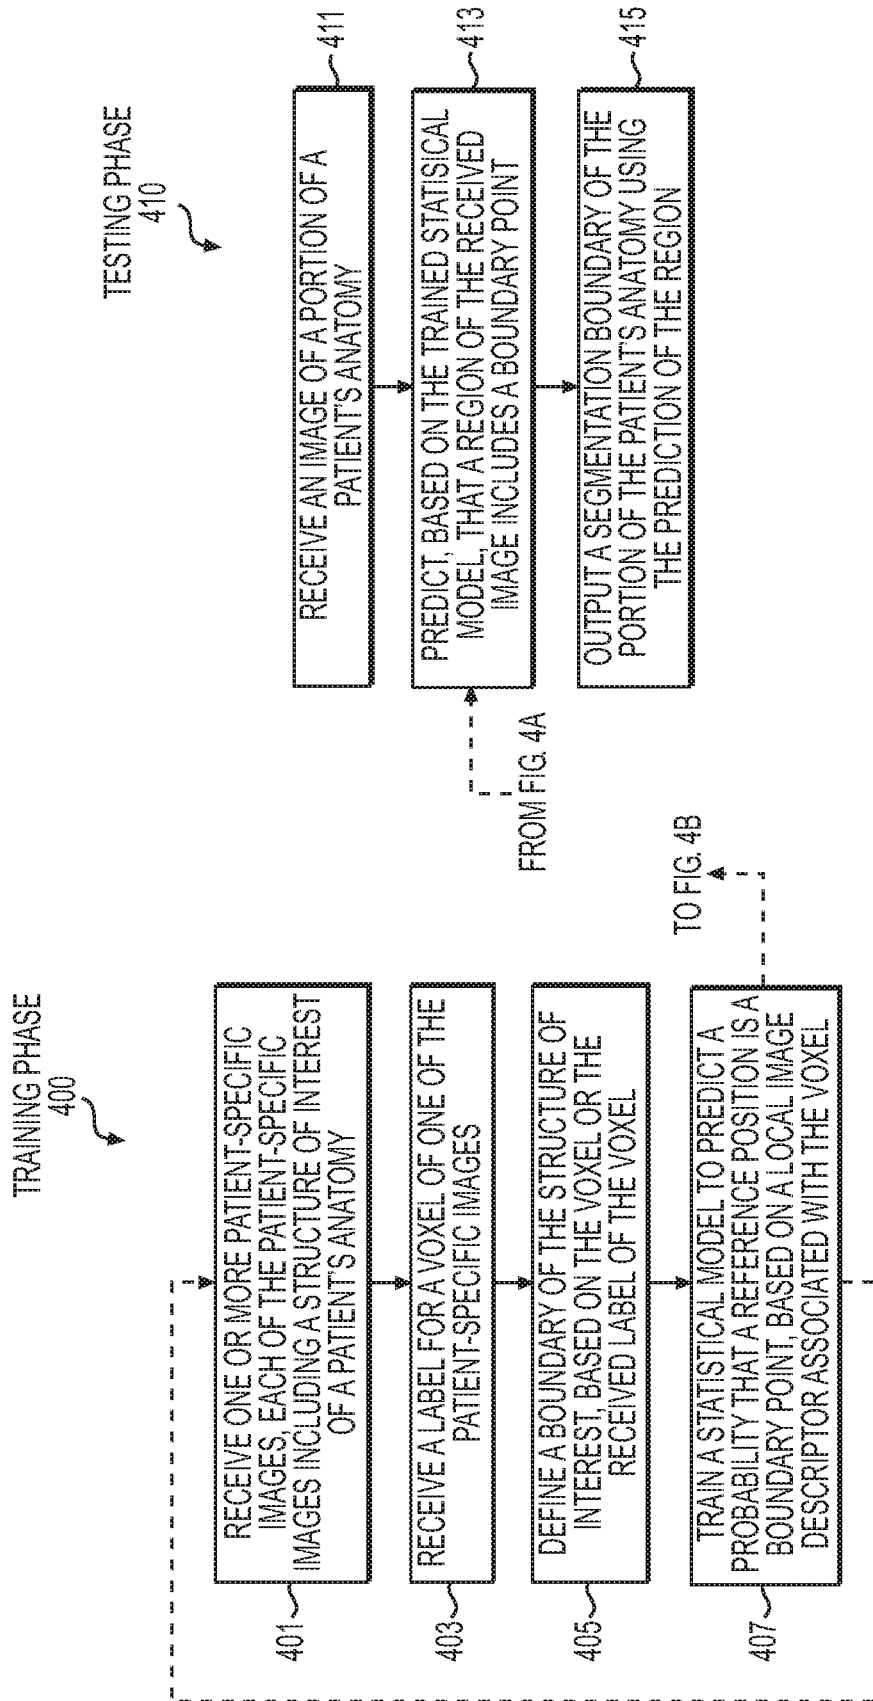 TRAINING PHASE
400
RECEIVE ONE OR MORE PATIENT-SPECIFIC
IMAGES, EACH OF THE PATIENT-SPECIFIC
IMAGES INCLUDING A STRUCTURE OF INTEREST
OF A PATIENT'S ANATOMY
401
RECEIVE A LABEL FOR A VOXEL OF ONE OF THE
PATIENT-SPECIFIC IMAGES
403
DEFINE A BOUNDARY OF THE STRUCTURE OF
INTEREST, BASED ON THE VOXEL OR THE
RECEIVED LABEL OF THE VOXEL
405
TRAIN A STATISTICAL MODEL TO PREDICT A
PROBABILITY THAT A REFERENCE POSITION IS A
BOUNDARY POINT, BASED ON A LOCAL IMAGE
DESCRIPTOR ASSOCIATED WITH THE VOXEL
407
TO FIG. 4B
TESTING PHASE
410
RECEIVE AN IMAGE OF A PORTION OF A
PATIENT'S ANATOMY
411
PREDICT, BASED ON THE TRAINED STATISICAL
MODEL, THAT A REGION OF THE RECEIVED
IMAGE INCLUDES A BOUNDARY POINT
413
FROM FIG. 4A
OUTPUT A SEGMENTATION BOUNDARY OF THE
PORTION OF THE PATIENT'S ANATOMY USING
THE PREDICTION OF THE REGION
415